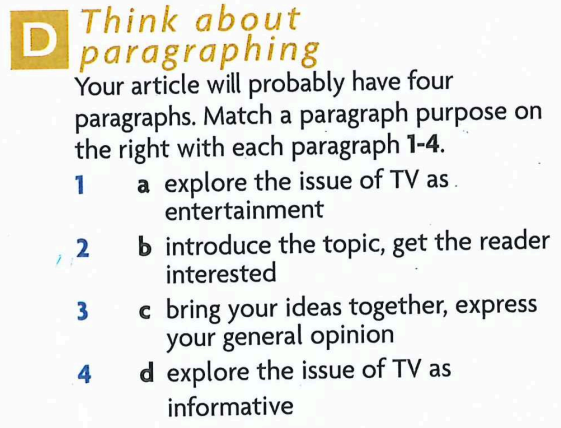 D Think about
paragraphing
Your article will probably have four
paragraphs. Match a paragraph purpose on
the right with each paragraph 1-4.
1 a explore the issue of TV as
entertainment
2 b introduce the topic, get the reader
interested
3 c bring your ideas together, express
your general opinion
4 d explore the issue of TV as
informative